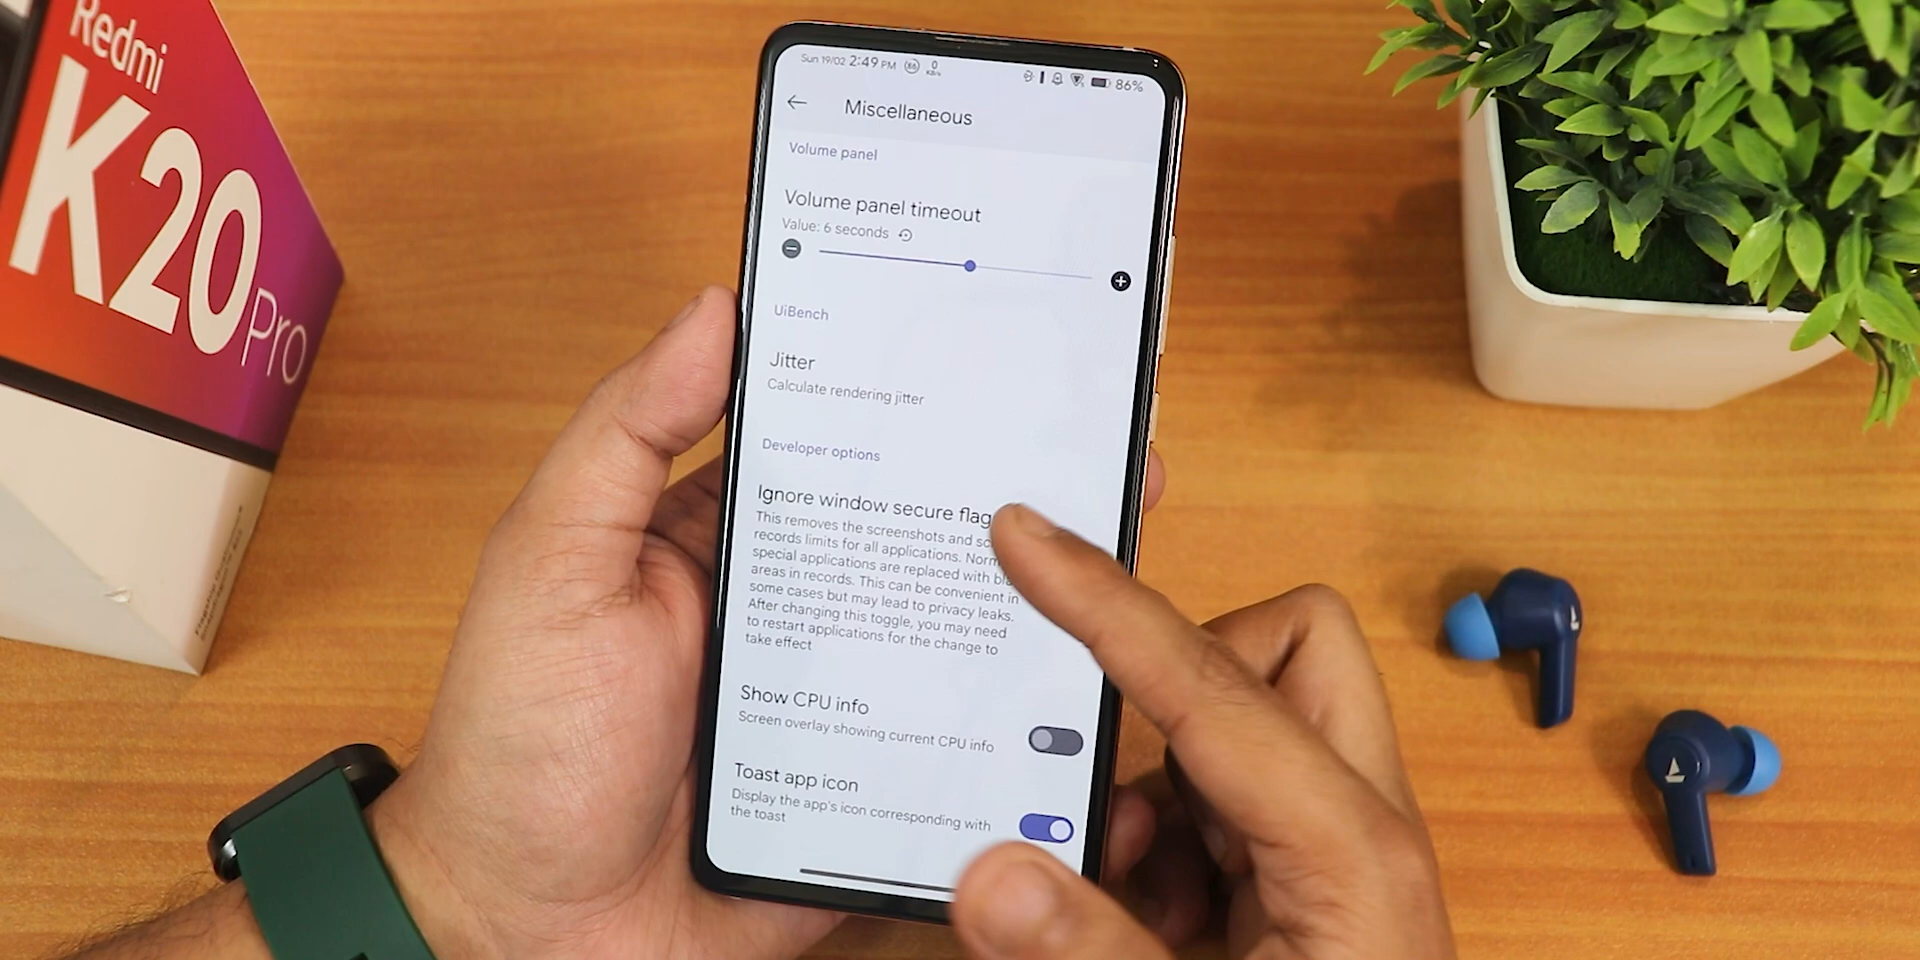 Redmi
K20 Pro
Sun 19/02 2:49 PM 86 0 KB/s 86%
Miscellaneous
Volume panel
Volume panel timeout
Value: 6 seconds
UiBench
Jitter
Calculate rendering jitter
Developer options
Ignore window secure flag
This removes the screenshots and
records limits for all applications.
special applications are replaced with
areas in records. This can be convenient in
some cases but may lead to privacy leaks.
After changing this toggle, you may need
to restart applications for the change to
take effect
Show CPU info
Screen overlay showing current CPU info
Toast app icon
Display the app's icon corresponding with
the toast